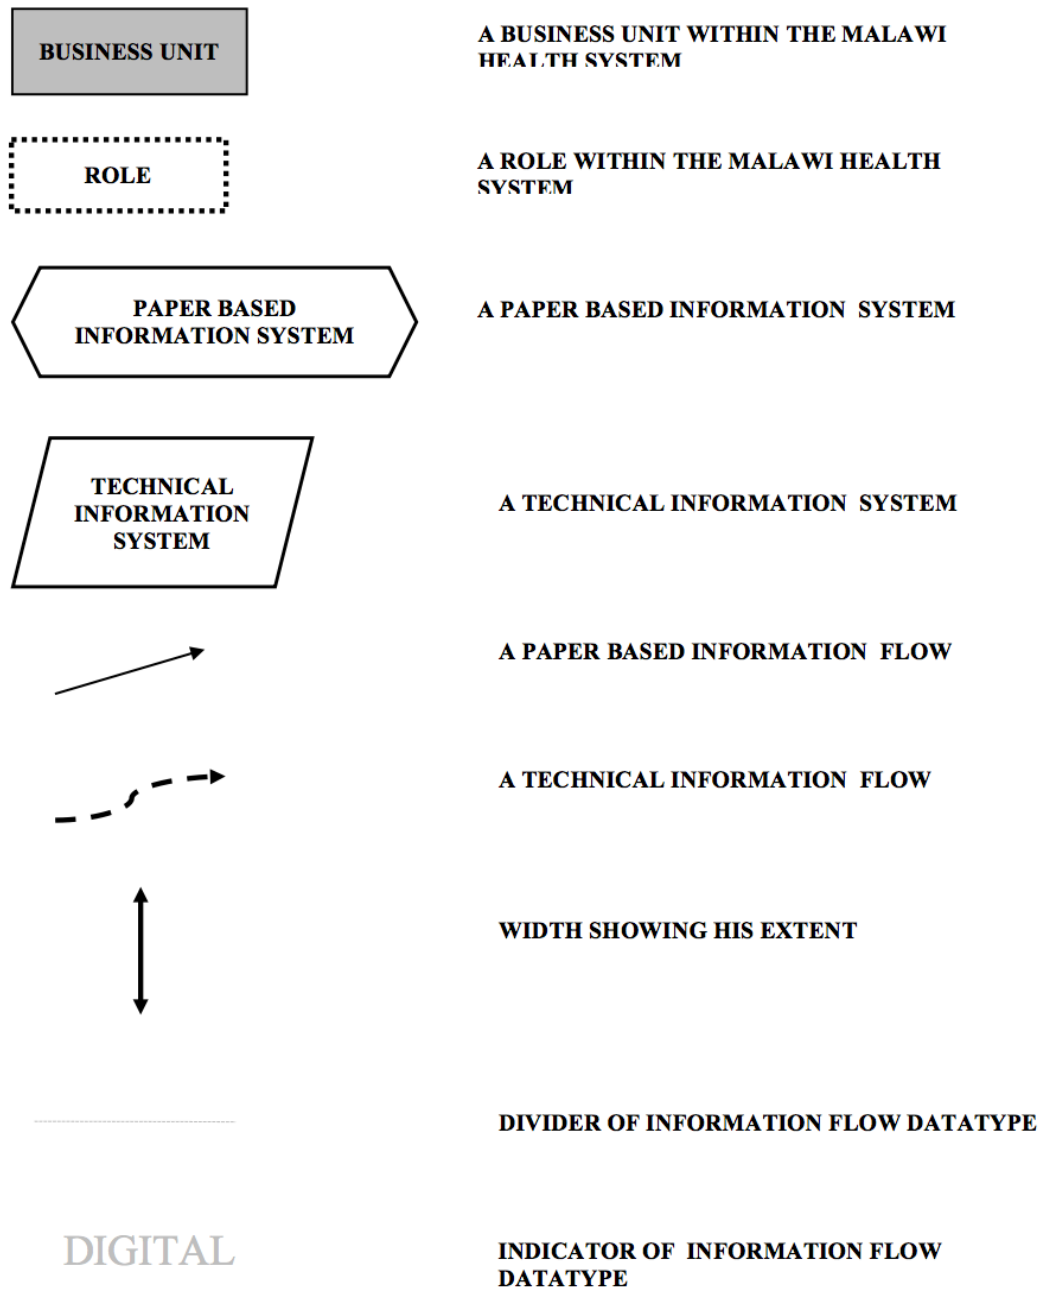 BUSINESS UNIT
A BUSINESS UNIT WITHIN THE MALAWI
HEALTH SYSTEM
ROLE
A ROLE WITHIN THE MALAWI HEALTH
SYSTEM
PAPER BASED
INFORMATION SYSTEM
A PAPER BASED INFORMATION SYSTEM
TECHNICAL
INFORMATION
SYSTEM
A TECHNICAL INFORMATION SYSTEM
A PAPER BASED INFORMATION FLOW
A TECHNICAL INFORMATION FLOW
WIDTH SHOWING HIS EXTENT
DIVIDER OF INFORMATION FLOW DATATYPE
DIGITAL
INDICATOR OF INFORMATION FLOW
DATATYPE